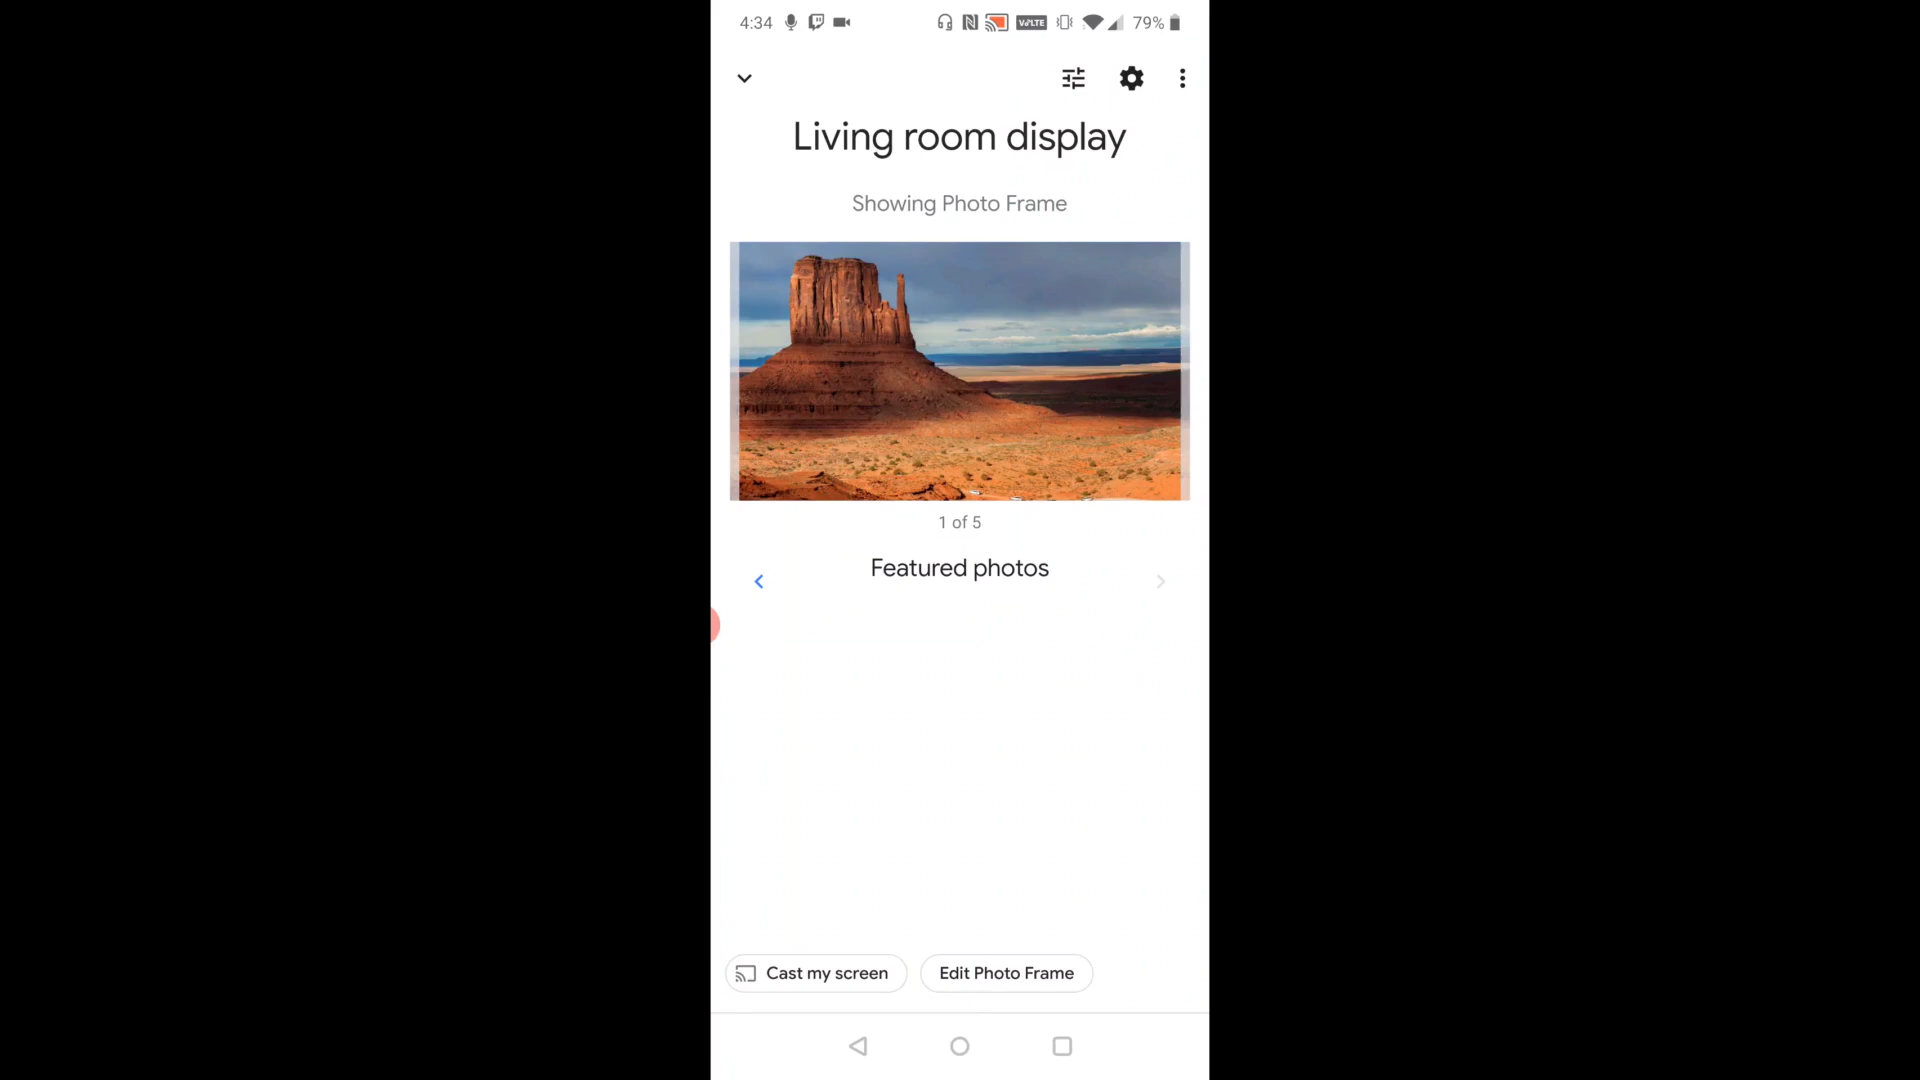 4:34 VoLTE 79%
Living room display
Showing Photo Frame
1 of 5
Featured photos
Cast my screen Edit Photo Frame